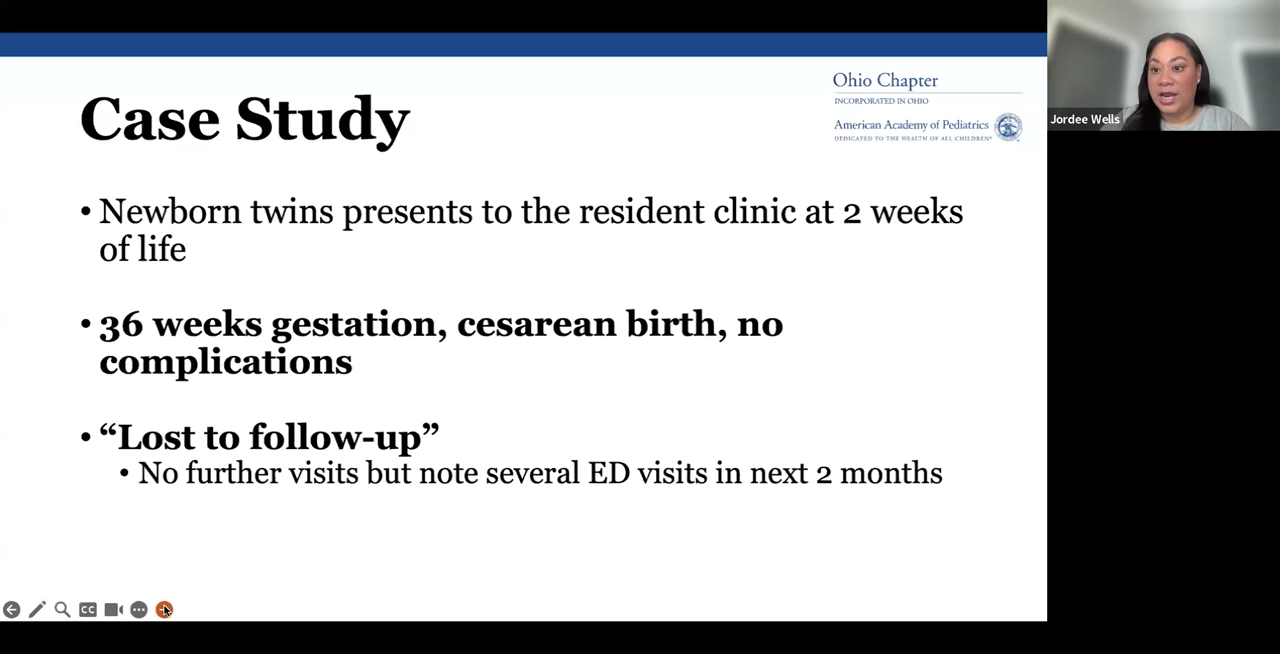 Case Study
Ohio Chapter
INCORPORATED IN OHIO
American Academy of Pediatrics
DEDICATED TO THE HEALTH OF ALL CHILDREN®
Jordee Wells
• Newborn twins presents to the resident clinic at 2 weeks
of life
• 36 weeks gestation, cesarean birth, no
complications
• “Lost to follow-up”
• No further visits but note several ED visits in next 2 months
CC